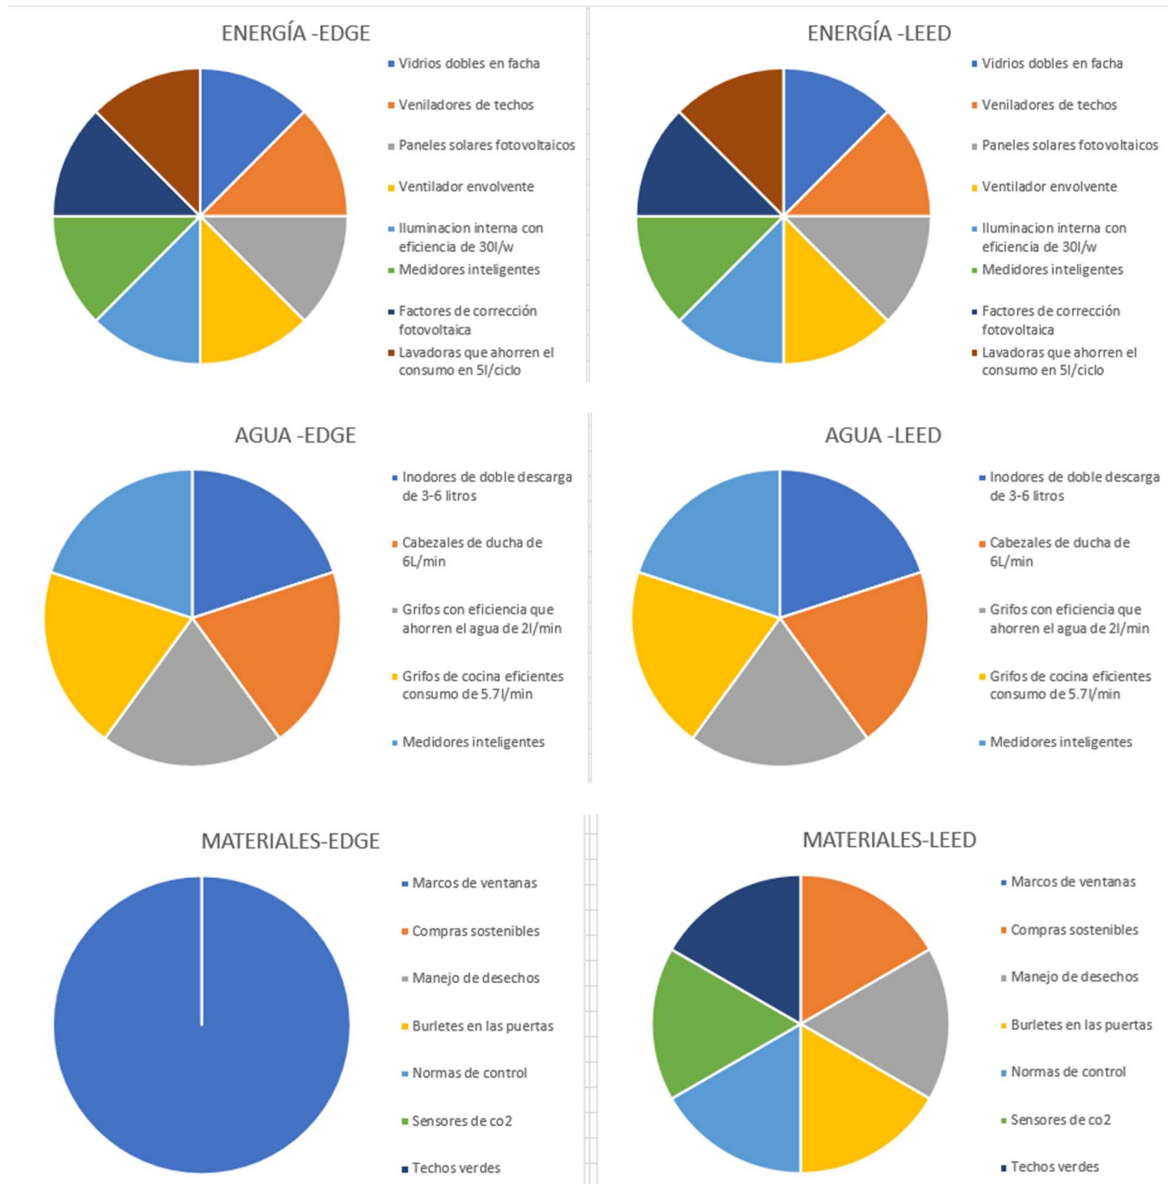 ENERGÍA -EDGE
Vidrios dobles en facha
Veniladores de techos
Paneles solares fotovoltaicos
Ventilador envolvente
Iluminacion interna con
eficiencia de 30l/w
Medidores inteligentes
Factores de corrección
fotovoltaica
Lavadoras que ahorren el
consumo en 5l/ciclo
ENERGÍA -LEED
Vidrios dobles en facha
Veniladores de techos
Paneles solares fotovoltaicos
Ventilador envolvente
Iluminacion interna con
eficiencia de 30l/w
Medidores inteligentes
Factores de corrección
fotovoltaica
Lavadoras que ahorren el
consumo en 5l/ciclo
AGUA -EDGE
Inodores de doble descarga
de 3-6 litros
Cabezales de ducha de
6L/min
Grifos con eficiencia que
ahorren el agua de 2l/min
Grifos de cocina eficientes
consumo de 5.7l/min
Medidores inteligentes
AGUA -LEED
Inodores de doble descarga
de 3-6 litros
Cabezales de ducha de
6L/min
Grifos con eficiencia que
ahorren el agua de 2l/min
Grifos de cocina eficientes
consumo de 5.7l/min
Medidores inteligentes
MATERIALES-EDGE
Marcos de ventanas
Compras sostenibles
Manejo de desechos
Burletes en las puertas
Normas de control
Sensores de co2
Techos verdes
MATERIALES-LEED
Marcos de ventanas
Compras sostenibles
Manejo de desechos
Burletes en las puertas
Normas de control
Sensores de co2
Techos verdes